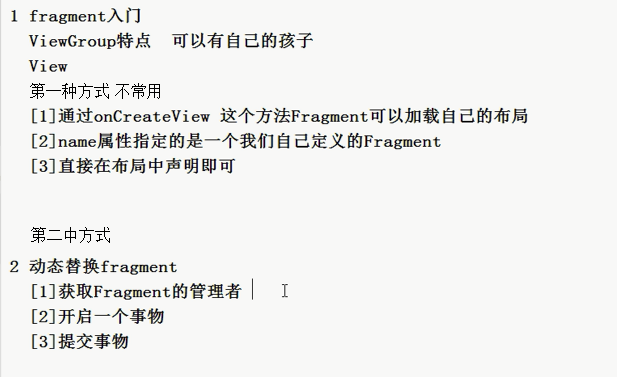 1 fragment入门
ViewGroup特点  可以有自己的孩子
View
第一种方式 不常用
[1]通过onCreateView 这个方法Fragment可以加载自己的布局
[2]name属性指定的是一个我们自己定义的Fragment
[3]直接在布局中声明即可
第二中方式
2 动态替换fragment
[1]获取Fragment的管理者
[2]开启一个事物
[3]提交事物